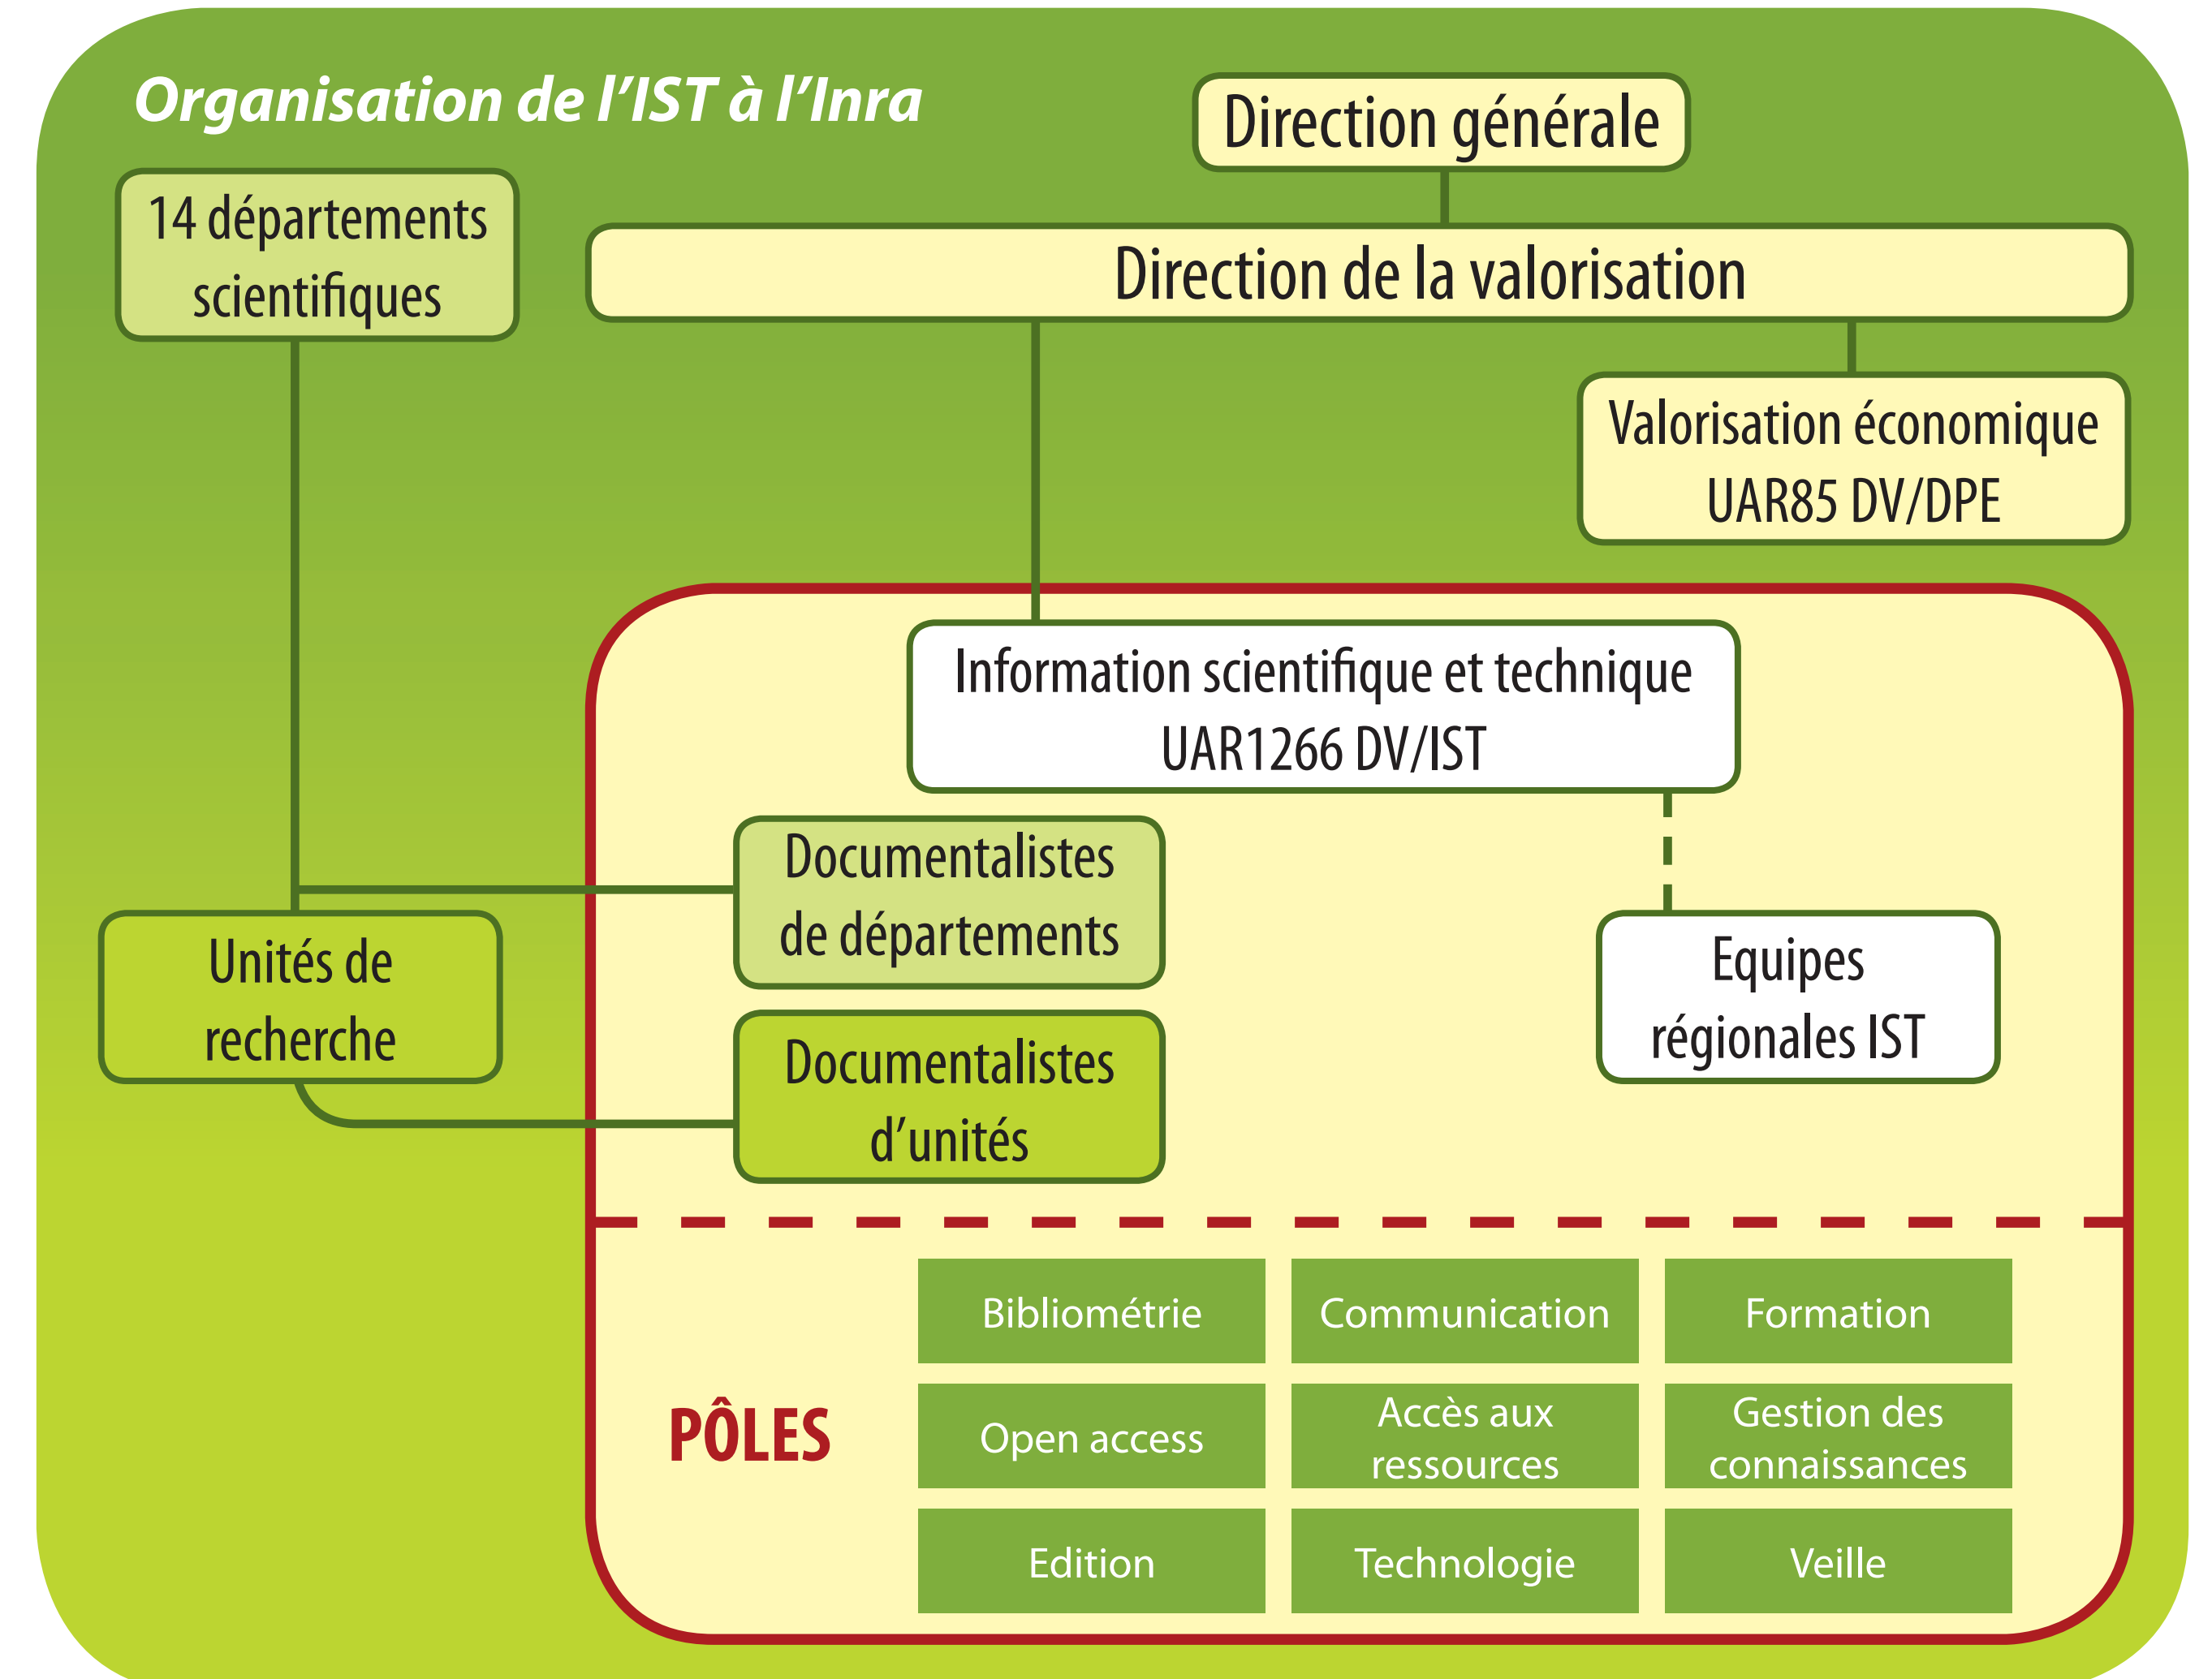 Organisation de l'IST à l'Inra
Direction générale
14 départements
scientifiques
Direction de la valorisation
Valorisation économique
UAR85 DV/DPE
Information scientifique et technique
UAR1266 DV/IST
Documentalistes
de départements
Unités de
recherche
Equipes
régionales IST
Documentalistes
d'unités
PÔLES
Bibliométrie
Communication
Formation
Open access
Accès aux
ressources
Gestion des
connaissances
Edition
Technologie
Veille